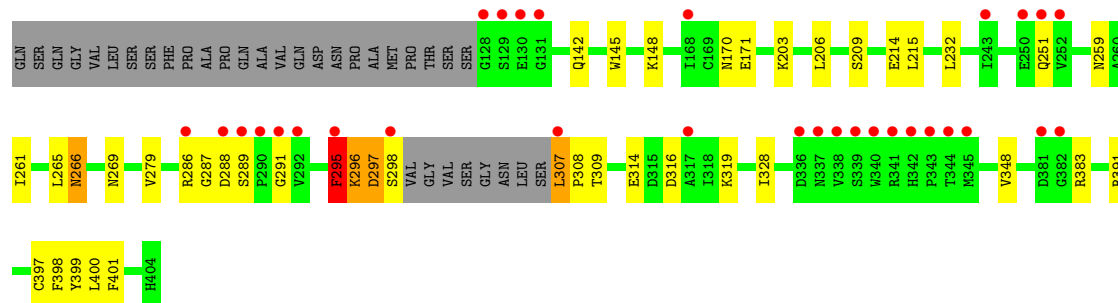 GLN SER GLN GLY VAL LEU SER SER PHE PRO ALA PRO GLN ALA VAL GLN ASP ASN PRO ALA MET PRO THR SER SER G128 S129 E130 G131 Q142 W145 K148 I168 C169 N170 E171 K203 L206 S209 E214 L215 L232 I243 E250 Q251 V252 N259 A260
I261 L265 N266 N269 V279 R286 G287 D288 S289 P290 G291 V292 F295 K296 D297 S298 VAL GLY VAL SER GLY ASN LEU SER L307 P308 T309 E314 D315 D316 A317 I318 K319 I328 D336 N337 V338 S339 W340 R341 H342 P343 T344 M345 V348 D381 G382 R383
C397 F398 Y399 L400 F401 H404